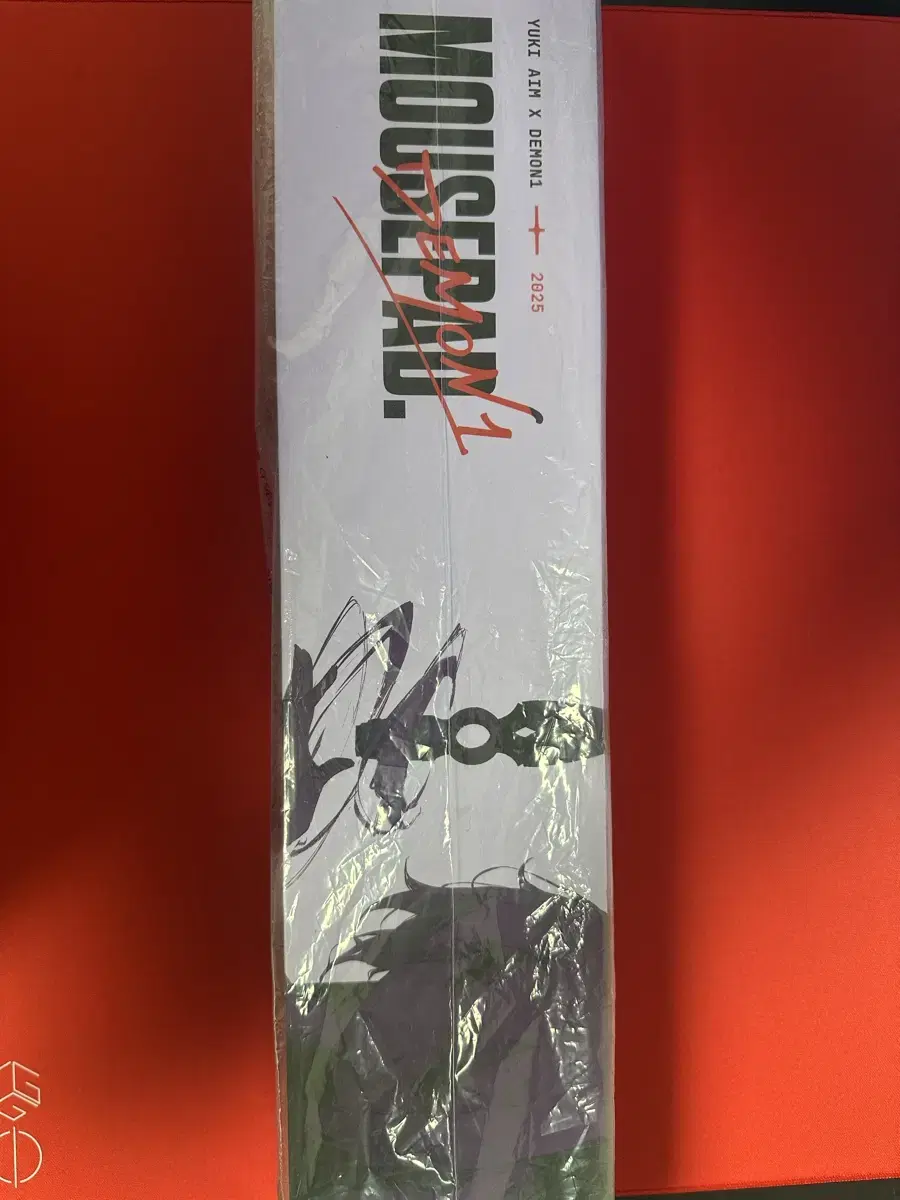 YUKI AIM X DEMON1 2025
MOUSEPAD.
DEMON1